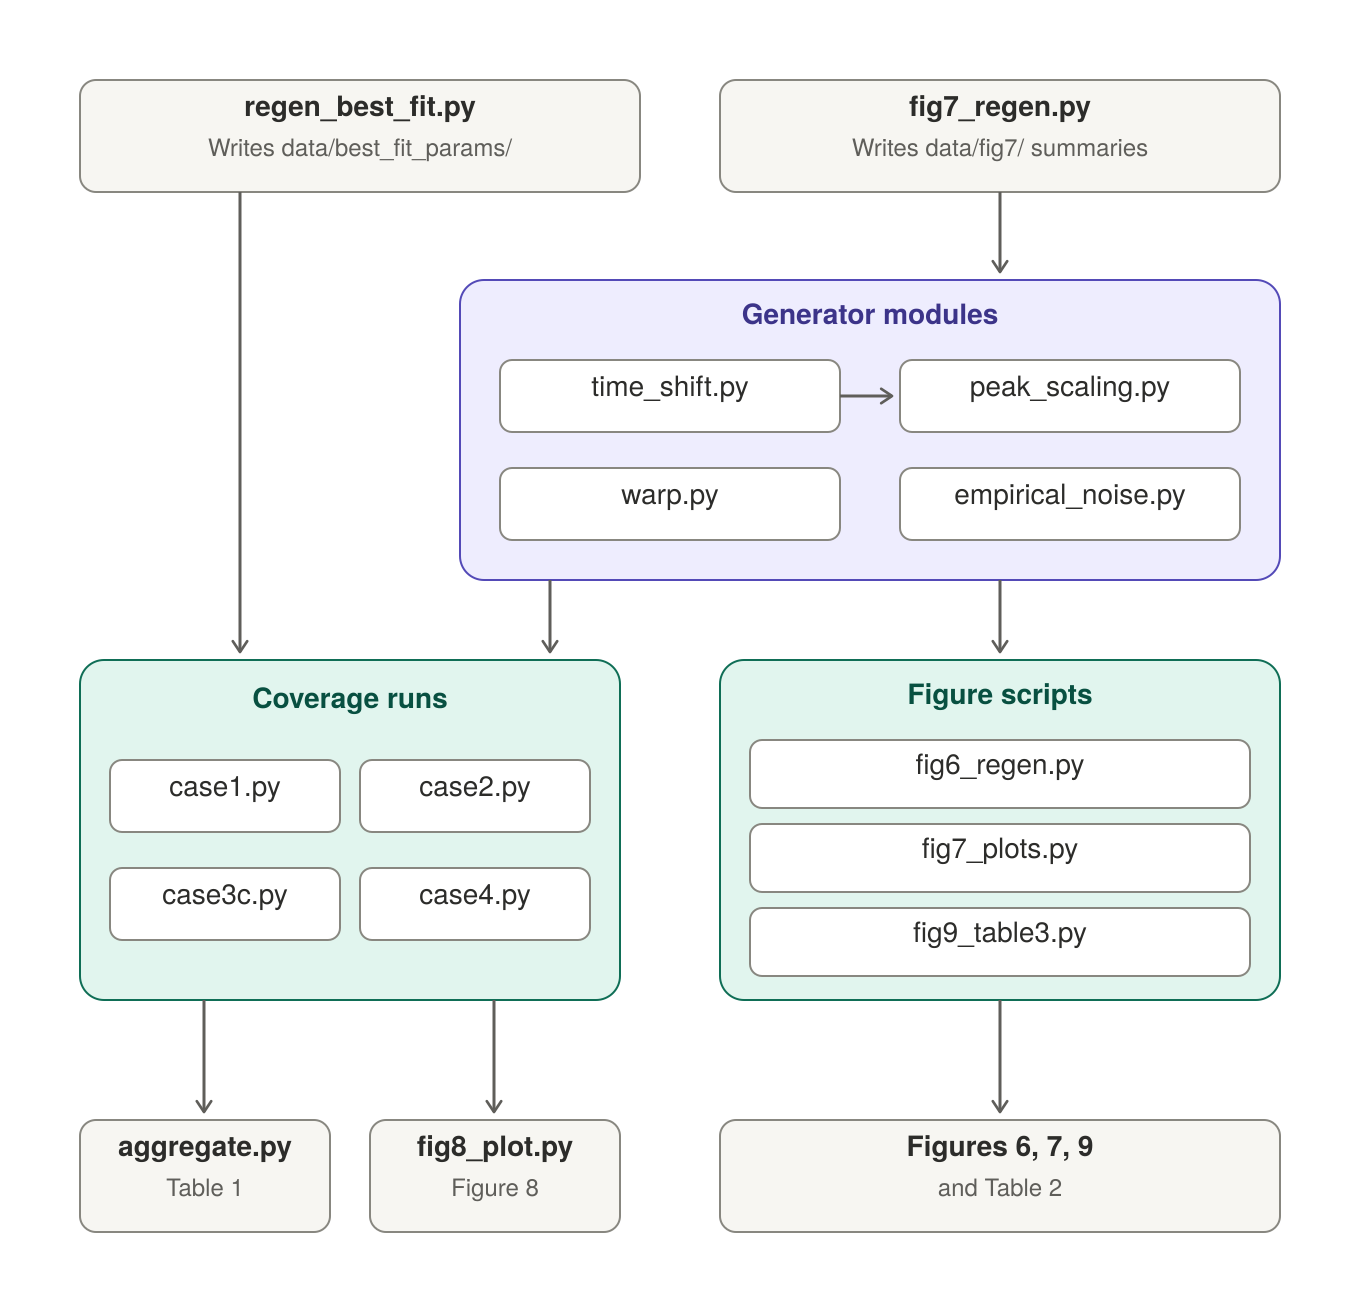 regen_best_fit.py
Writes data/best_fit_params/
fig7_regen.py
Writes data/fig7/ summaries
Generator modules
time_shift.py
peak_scaling.py
warp.py
empirical_noise.py
Coverage runs
case1.py
case2.py
case3c.py
case4.py
Figure scripts
fig6_regen.py
fig7_plots.py
fig9_table3.py
aggregate.py
Table 1
fig8_plot.py
Figure 8
Figures 6, 7, 9
and Table 2